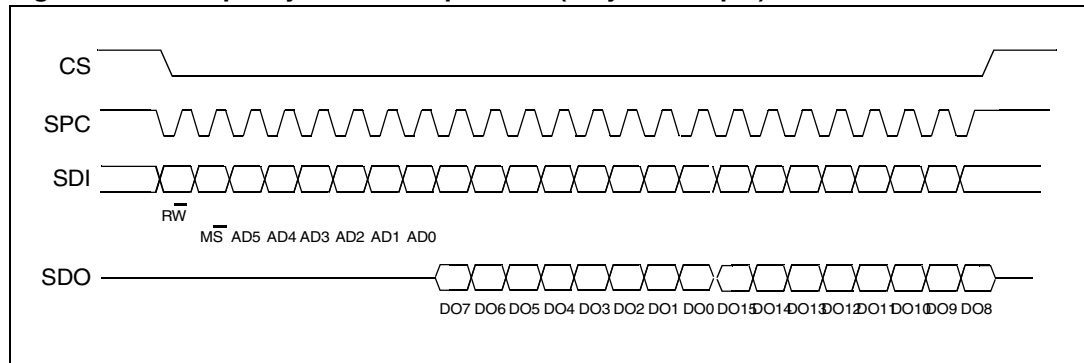 CS
SPC
SDI
RW
MS AD5 AD4 AD3 AD2 AD1 AD0
SDO
DO7 DO6 DO5 DO4 DO3 DO2 DO1 DO0 DO15 DO14 DO13 DO12 DO11 DO10 DO9 DO8